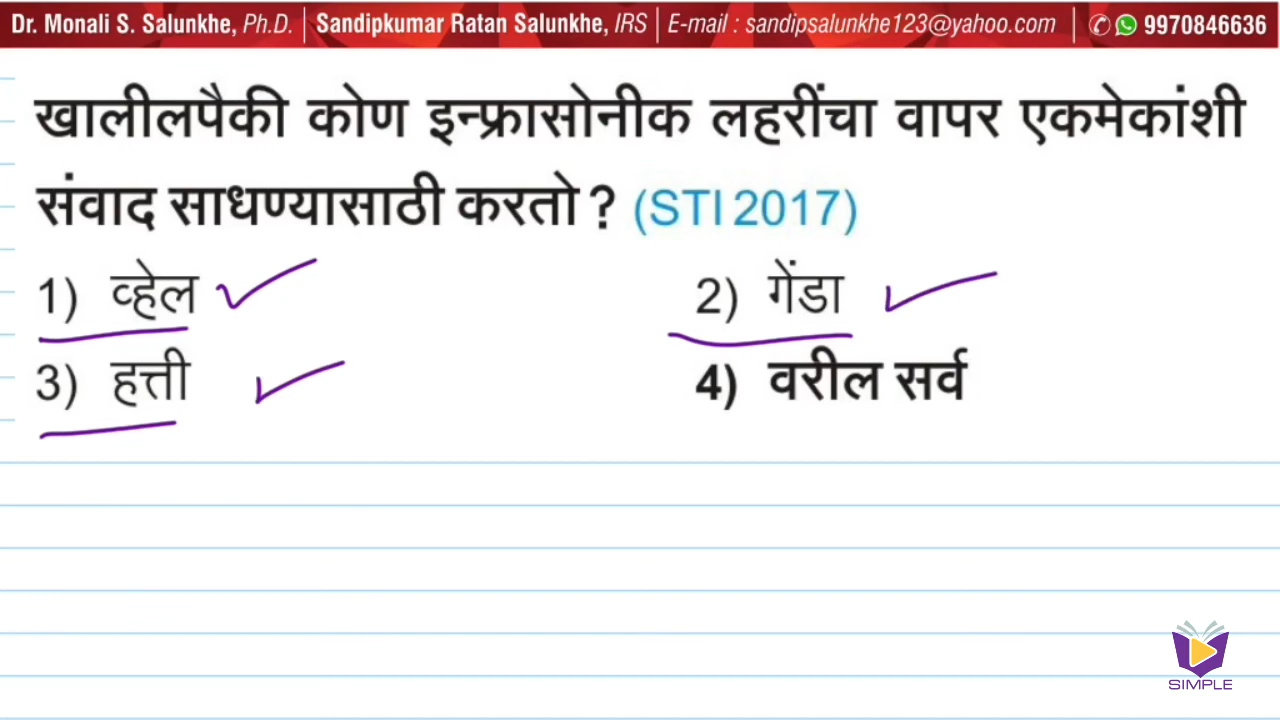 Dr. Monali S. Salunkhe, Ph.D. | Sandipkumar Ratan Salunkhe, IRS | E-mail : sandipsalunkhe123@yahoo.com | 9970846636
खालीलपैकी कोण इन्फ्रासोनीक लहरींचा वापर एकमेकांशी
संवाद साधण्यासाठी करतो ? (STI 2017)
1) व्हेल 2) गेंडा
3) हत्ती 4) वरील सर्व
SIMPLE